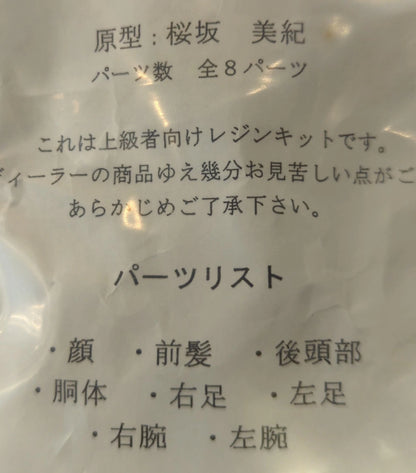 原型：桜坂　美紀
パーツ数　全８パーツ
これは上級者向けレジンキットです。
ディーラーの商品ゆえ幾分お見苦しい点がご
あらかじめご了承下さい。
パーツリスト
・顔　・前髪　・後頭部
・胴体　・右足　・左足
・右腕　・左腕